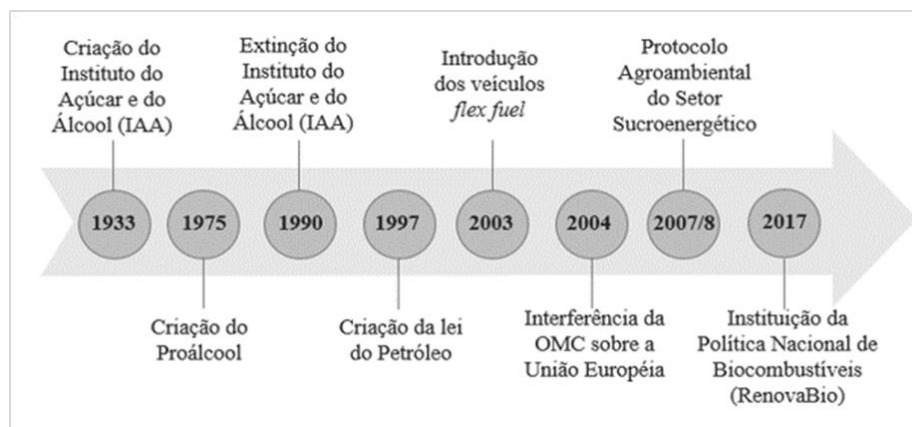 Criação do
Instituto do
Açúcar e do
Álcool (IAA)
Extinção do
Instituto do
Açúcar e do
Álcool (IAA)
Introdução
dos veículos
flex fuel
Protocolo
Agroambiental
do Setor
Sucroenergético
1933
1975
1990
1997
2003
2004
2007/8
2017
Criação do
Proálcool
Criação da lei
do Petróleo
Interferência da
OMC sobre a
União Européia
Instituição da
Política Nacional de
Biocombustíveis
(RenovaBio)